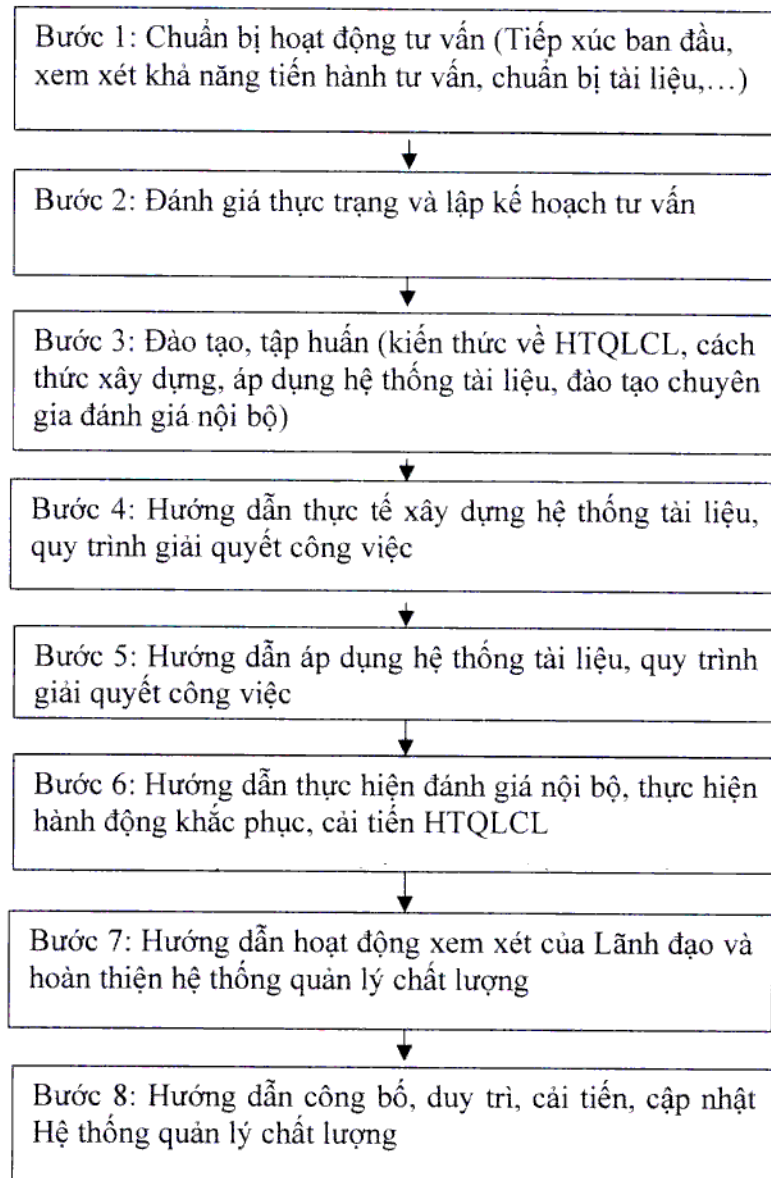 Bước 1: Chuẩn bị hoạt động tư vấn (Tiếp xúc ban đầu,
xem xét khả năng tiến hành tư vấn, chuẩn bị tài liệu,…)
Bước 2: Đánh giá thực trạng và lập kế hoạch tư vấn
Bước 3: Đào tạo, tập huấn (kiến thức về HTQLCL, cách
thức xây dựng, áp dụng hệ thống tài liệu, đào tạo chuyên
gia đánh giá nội bộ)
Bước 4: Hướng dẫn thực tế xây dựng hệ thống tài liệu,
quy trình giải quyết công việc
Bước 5: Hướng dẫn áp dụng hệ thống tài liệu, quy trình
giải quyết công việc
Bước 6: Hướng dẫn thực hiện đánh giá nội bộ, thực hiện
hành động khắc phục, cải tiến HTQLCL
Bước 7: Hướng dẫn hoạt động xem xét của Lãnh đạo và
hoàn thiện hệ thống quản lý chất lượng
Bước 8: Hướng dẫn công bố, duy trì, cải tiến, cập nhật
Hệ thống quản lý chất lượng